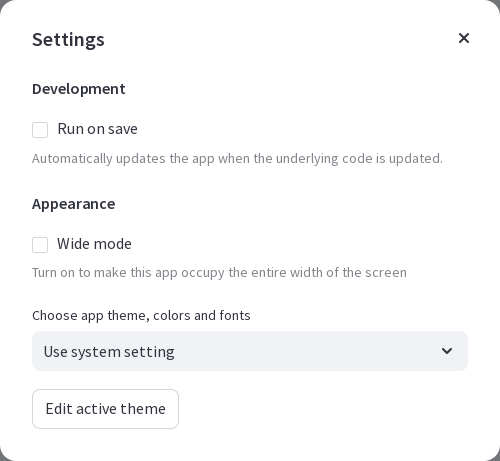 Settings
Development
Run on save
Automatically updates the app when the underlying code is updated.
Appearance
Wide mode
Turn on to make this app occupy the entire width of the screen
Choose app theme, colors and fonts
Use system setting
Edit active theme